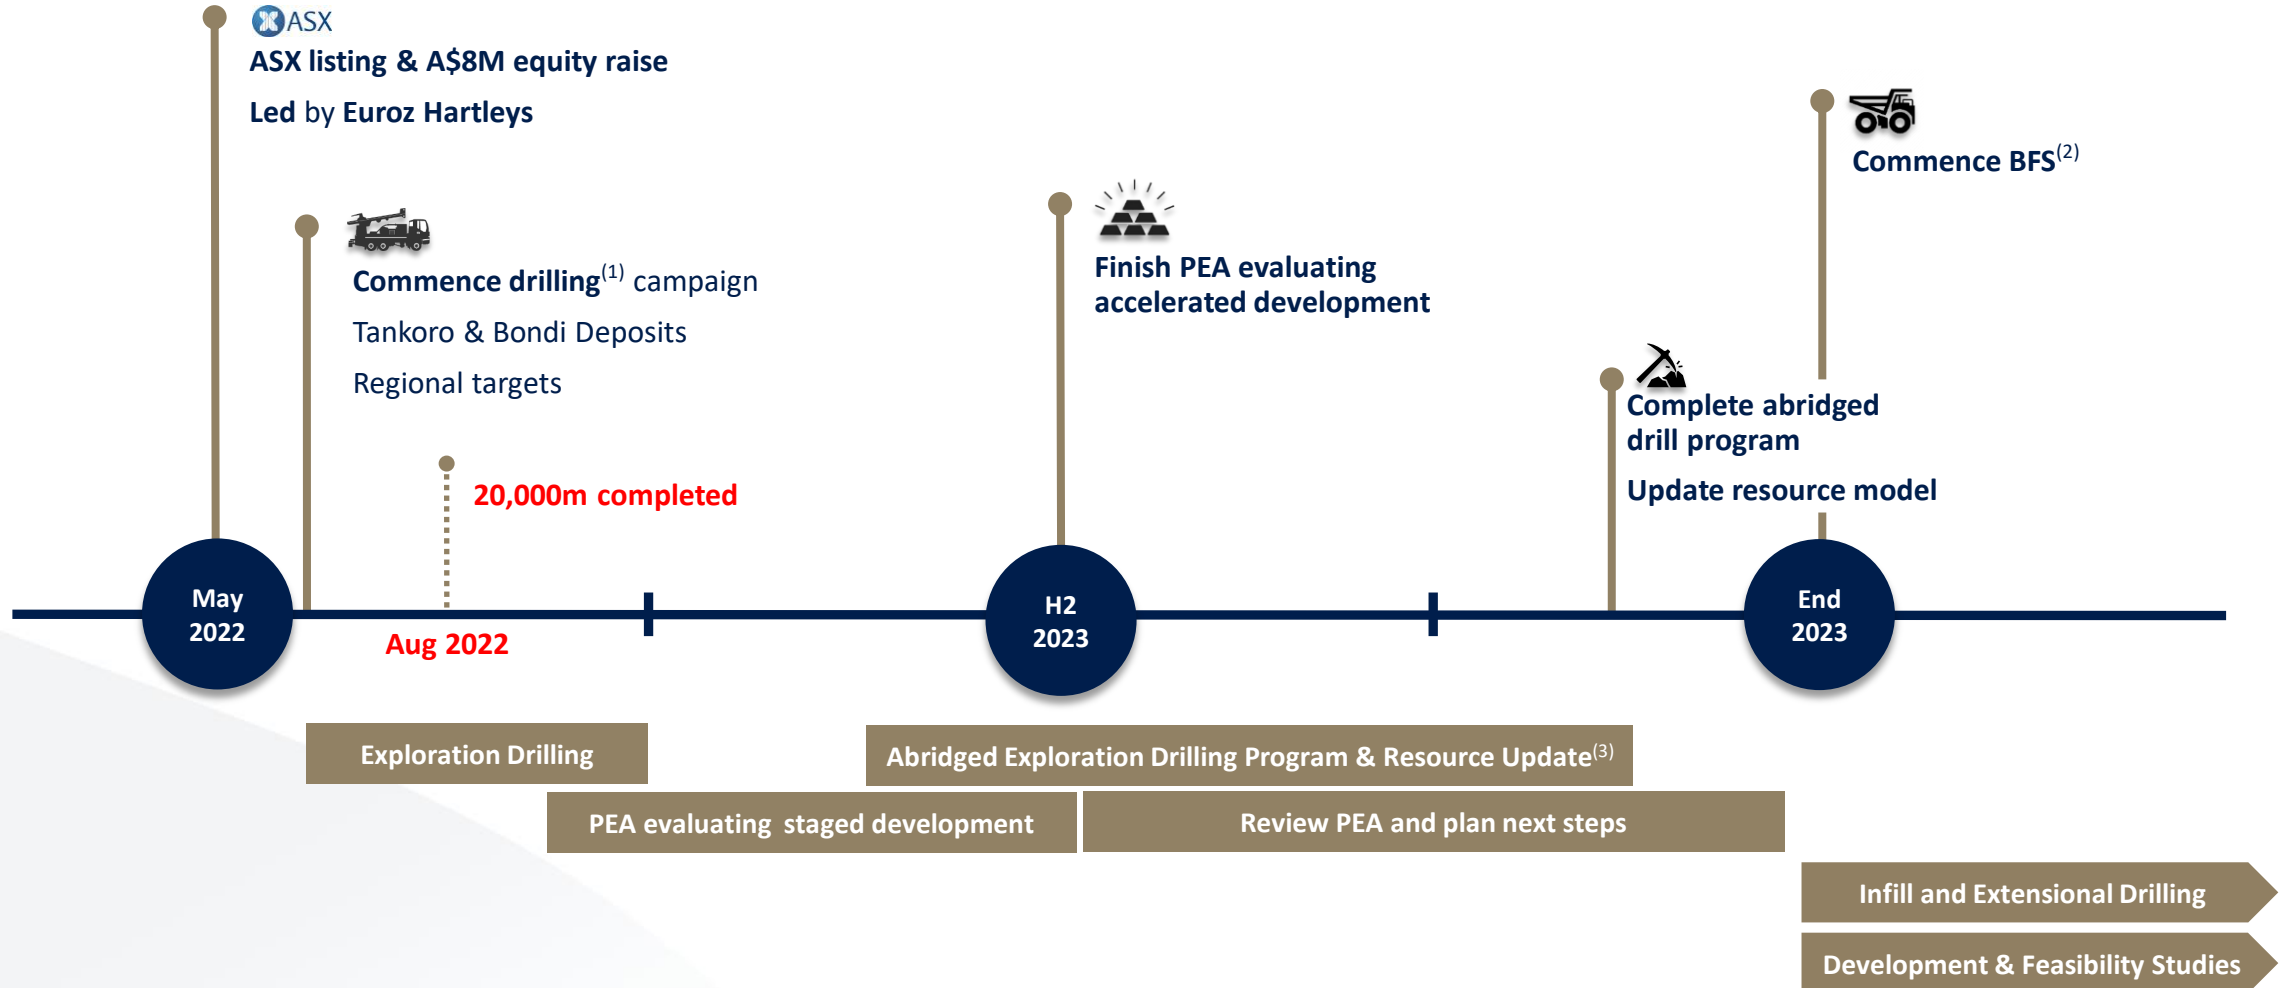 ASX
ASX listing & A$8M equity raise
Led by Euroz Hartleys
Commence drilling(1) campaign
Tankoro & Bondi Deposits
Regional targets
20,000m completed
Finish PEA evaluating
accelerated development
Commence BFS(2)
Complete abridged
drill program
Update resource model
May
2022
Aug 2022
H2
2023
End
2023
Exploration Drilling
Abridged Exploration Drilling Program & Resource Update(3)
PEA evaluating staged development
Review PEA and plan next steps
Infill and Extensional Drilling
Development & Feasibility Studies